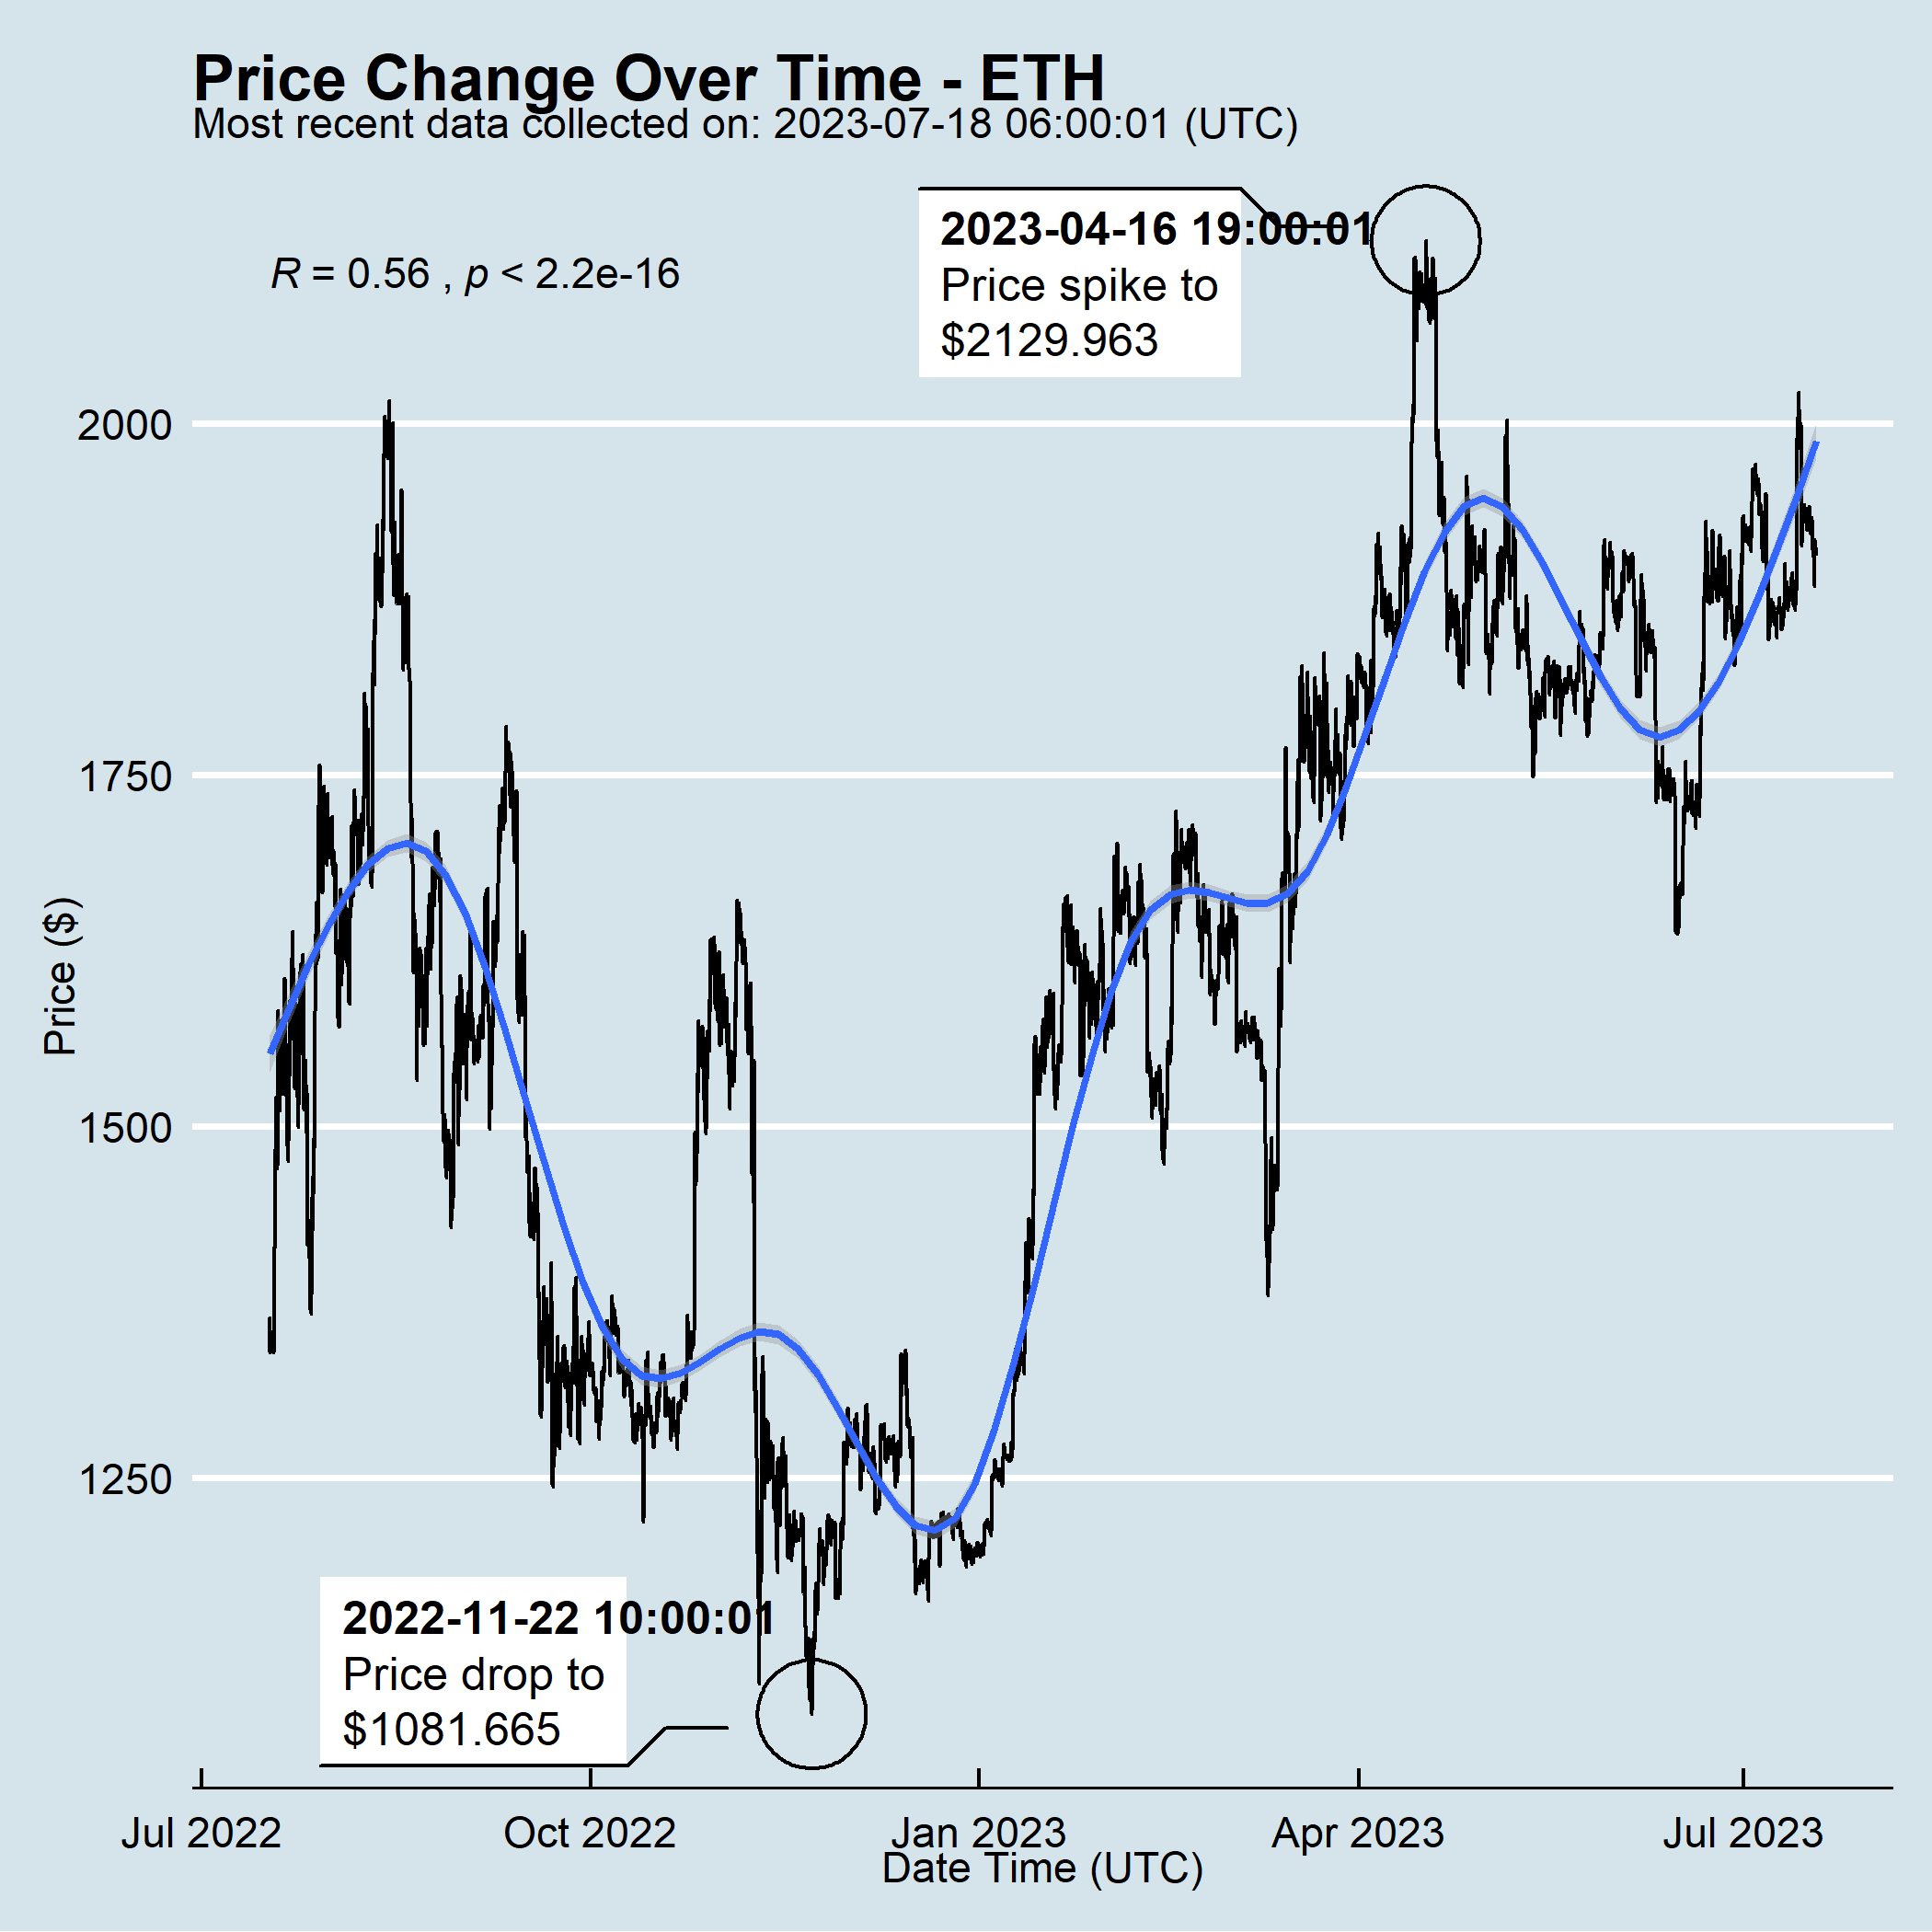 Price Change Over Time - ETH
Most recent data collected on: 2023-07-18 06:00:01 (UTC)
2023-04-16 19:00:01
Price spike to
$2129.963
R = 0.56 , p < 2.2e-16
2000
1750
1500
1250
Price ($)
2022-11-22 10:00:01
Price drop to
$1081.665
Jul 2022 Oct 2022 Jan 2023 Apr 2023 Jul 2023
Date Time (UTC)